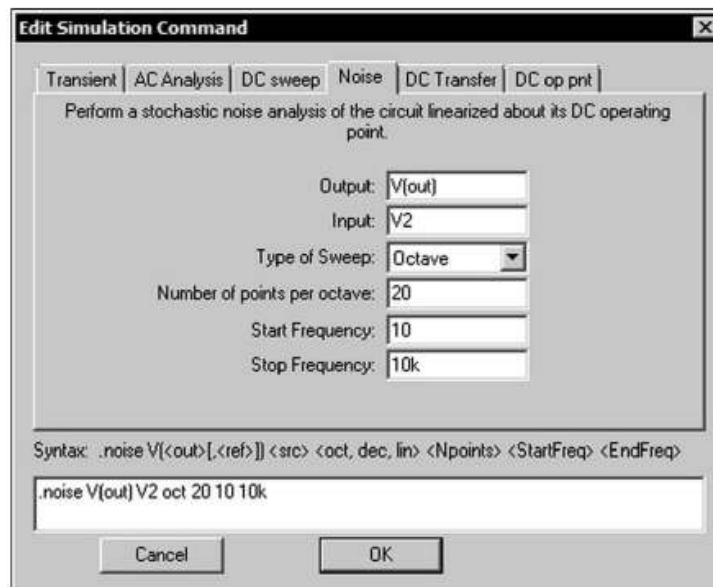 Edit Simulation Command
Transient AC Analysis DC sweep Noise DC Transfer DC op pnt
Perform a stochastic noise analysis of the circuit linearized about its DC operating
point.
Output: V(out)
Input: V2
Type of Sweep: Octave
Number of points per octave: 20
Start Frequency: 10
Stop Frequency: 10k
Syntax: .noise V(<out>[,<ref>]) <src> <oct, dec, lin> <Npoints> <StartFreq> <EndFreq>
.noise V(out) V2 oct 20 10 10k
Cancel OK